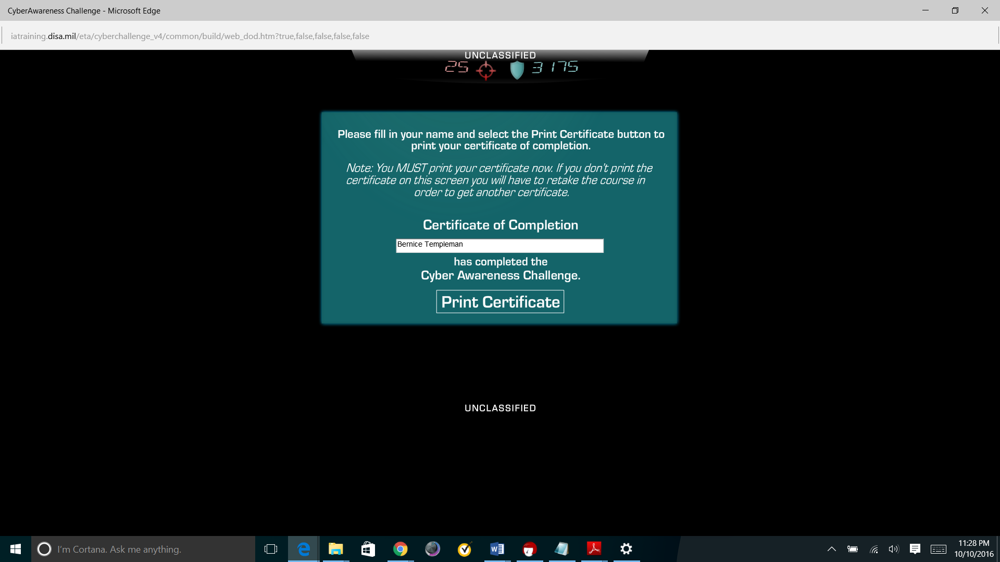 CyberAwareness Challenge - Microsoft Edge
iatraining.disa.mil/eta/cyberchallenge_v4/common/build/web_dod.htm?true,false,false,false,false
UNCLASSIFIED
25 3175
Please fill in your name and select the Print Certificate button to
print your certificate of completion.
Note: You MUST print your certificate now. If you don't print the
certificate on this screen you will have to retake the course in
order to get another certificate.
Certificate of Completion
Bernice Templeman
has completed the
Cyber Awareness Challenge.
Print Certificate
UNCLASSIFIED
I'm Cortana. Ask me anything.
11:28 PM
10/10/2016